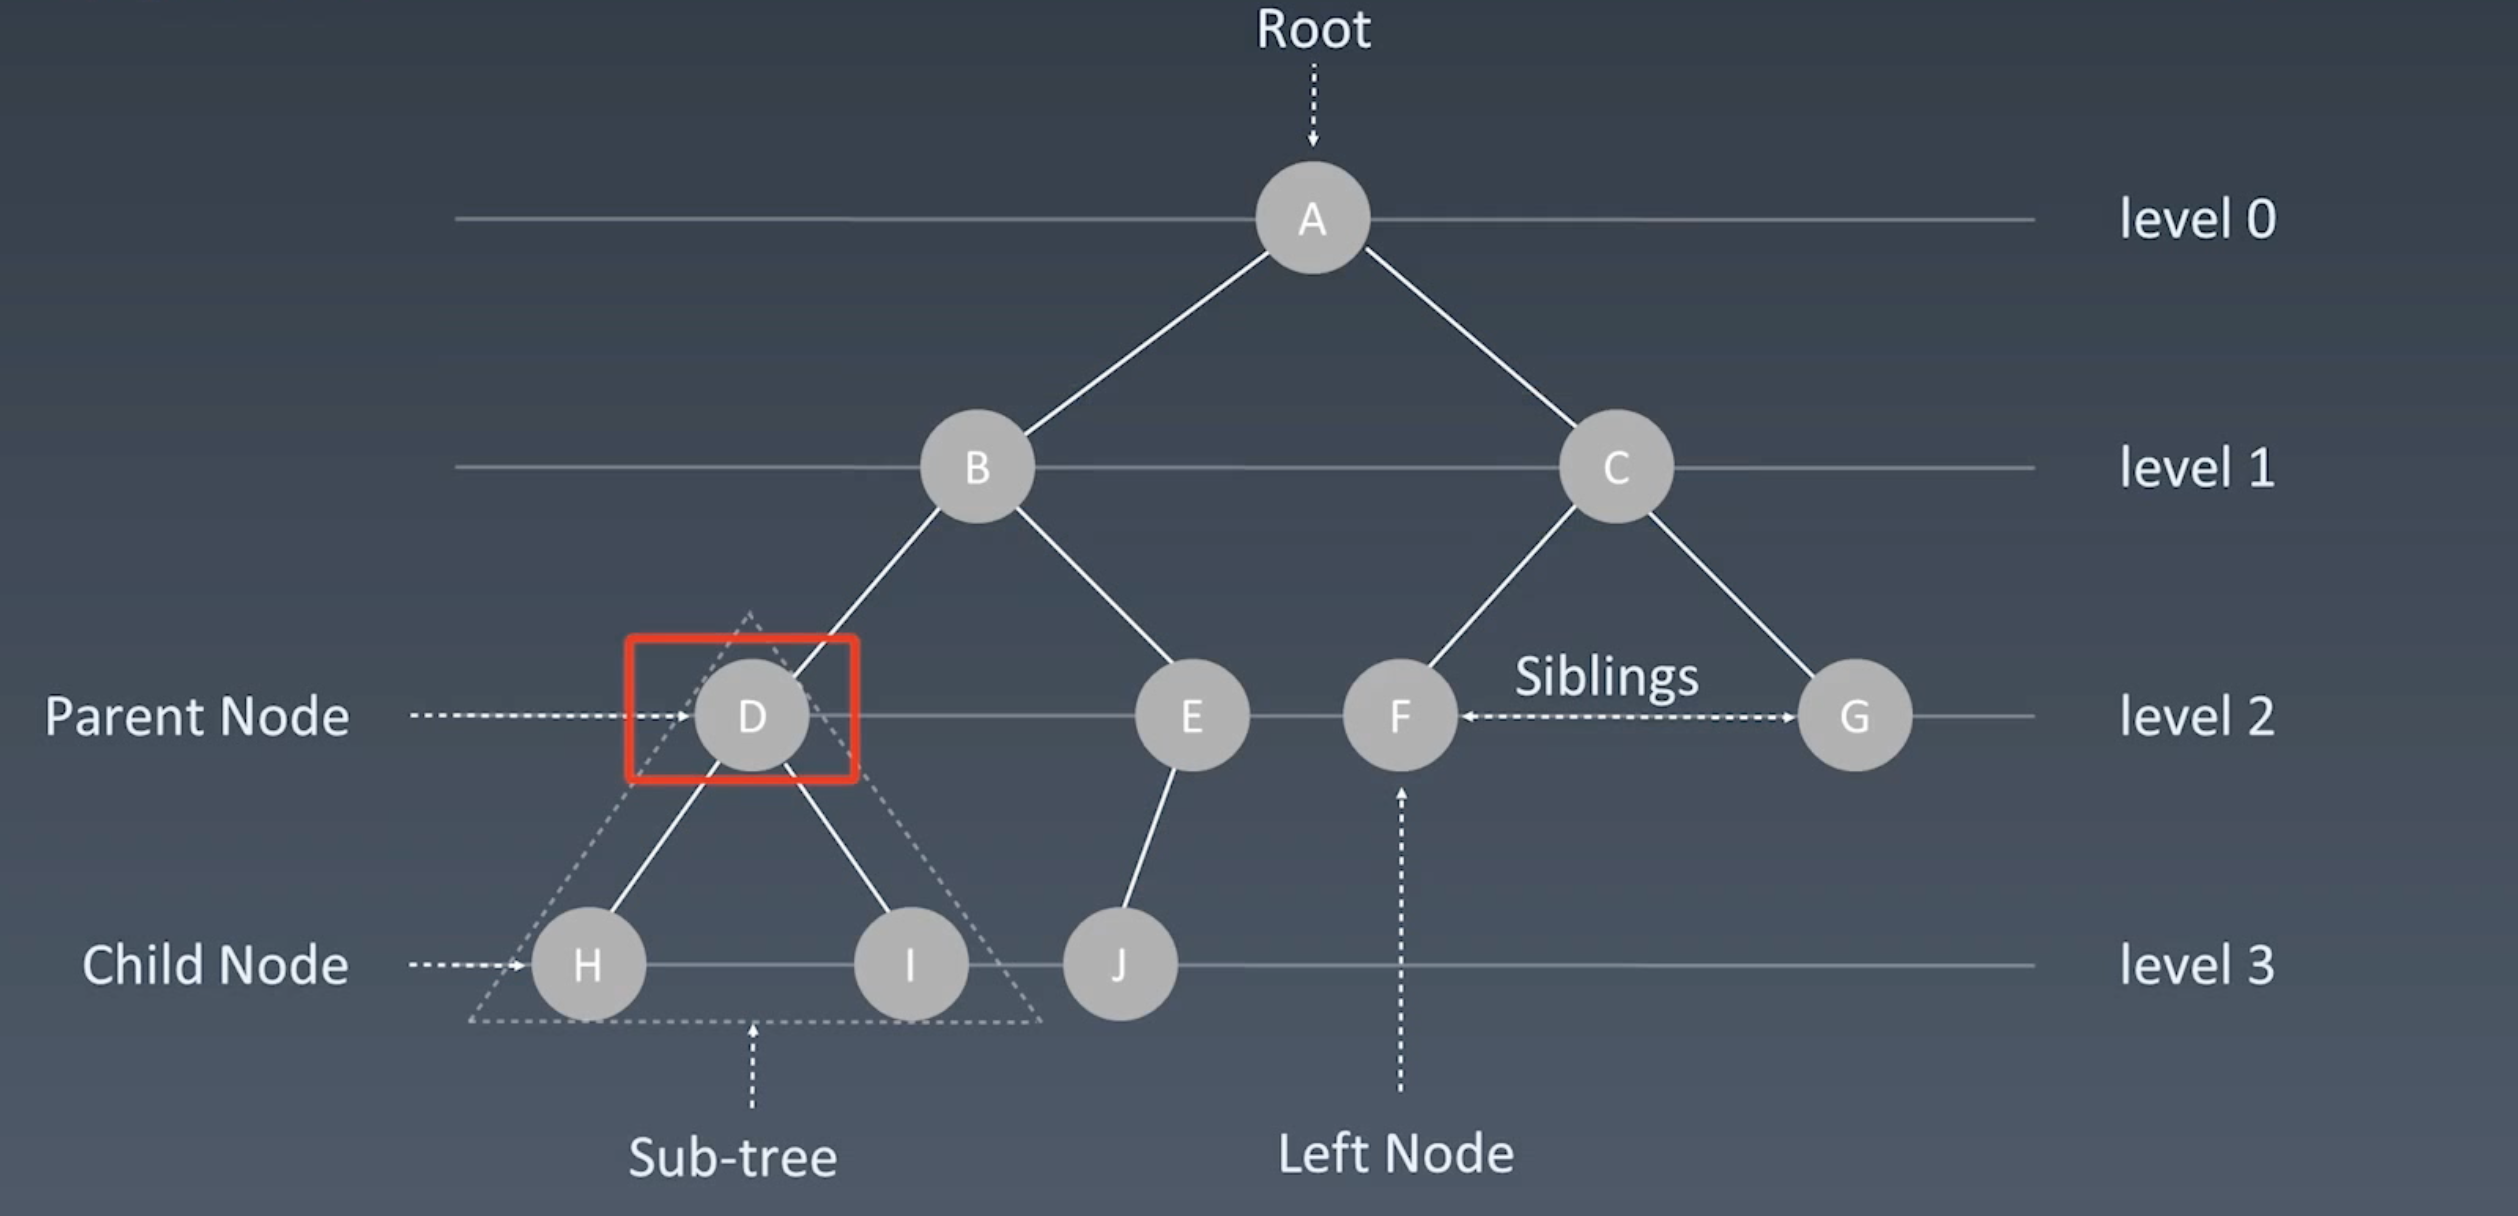 Root
A
level 0
B
C
level 1
Siblings
Parent Node
D
E
F
G
level 2
Child Node
H
I
J
level 3
Sub-tree
Left Node